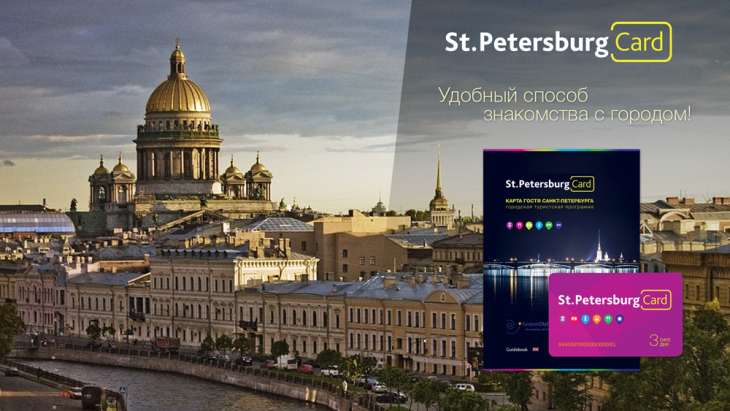 St.Petersburg Card
Удобный способ
знакомства с городом!
St.Petersburg Card
КАРТА ГОСТЯ САНКТ-ПЕТЕРБУРГА
городская туристская программа
Guidebook
St.Petersburg Card
3 DAYS
ДНЯ